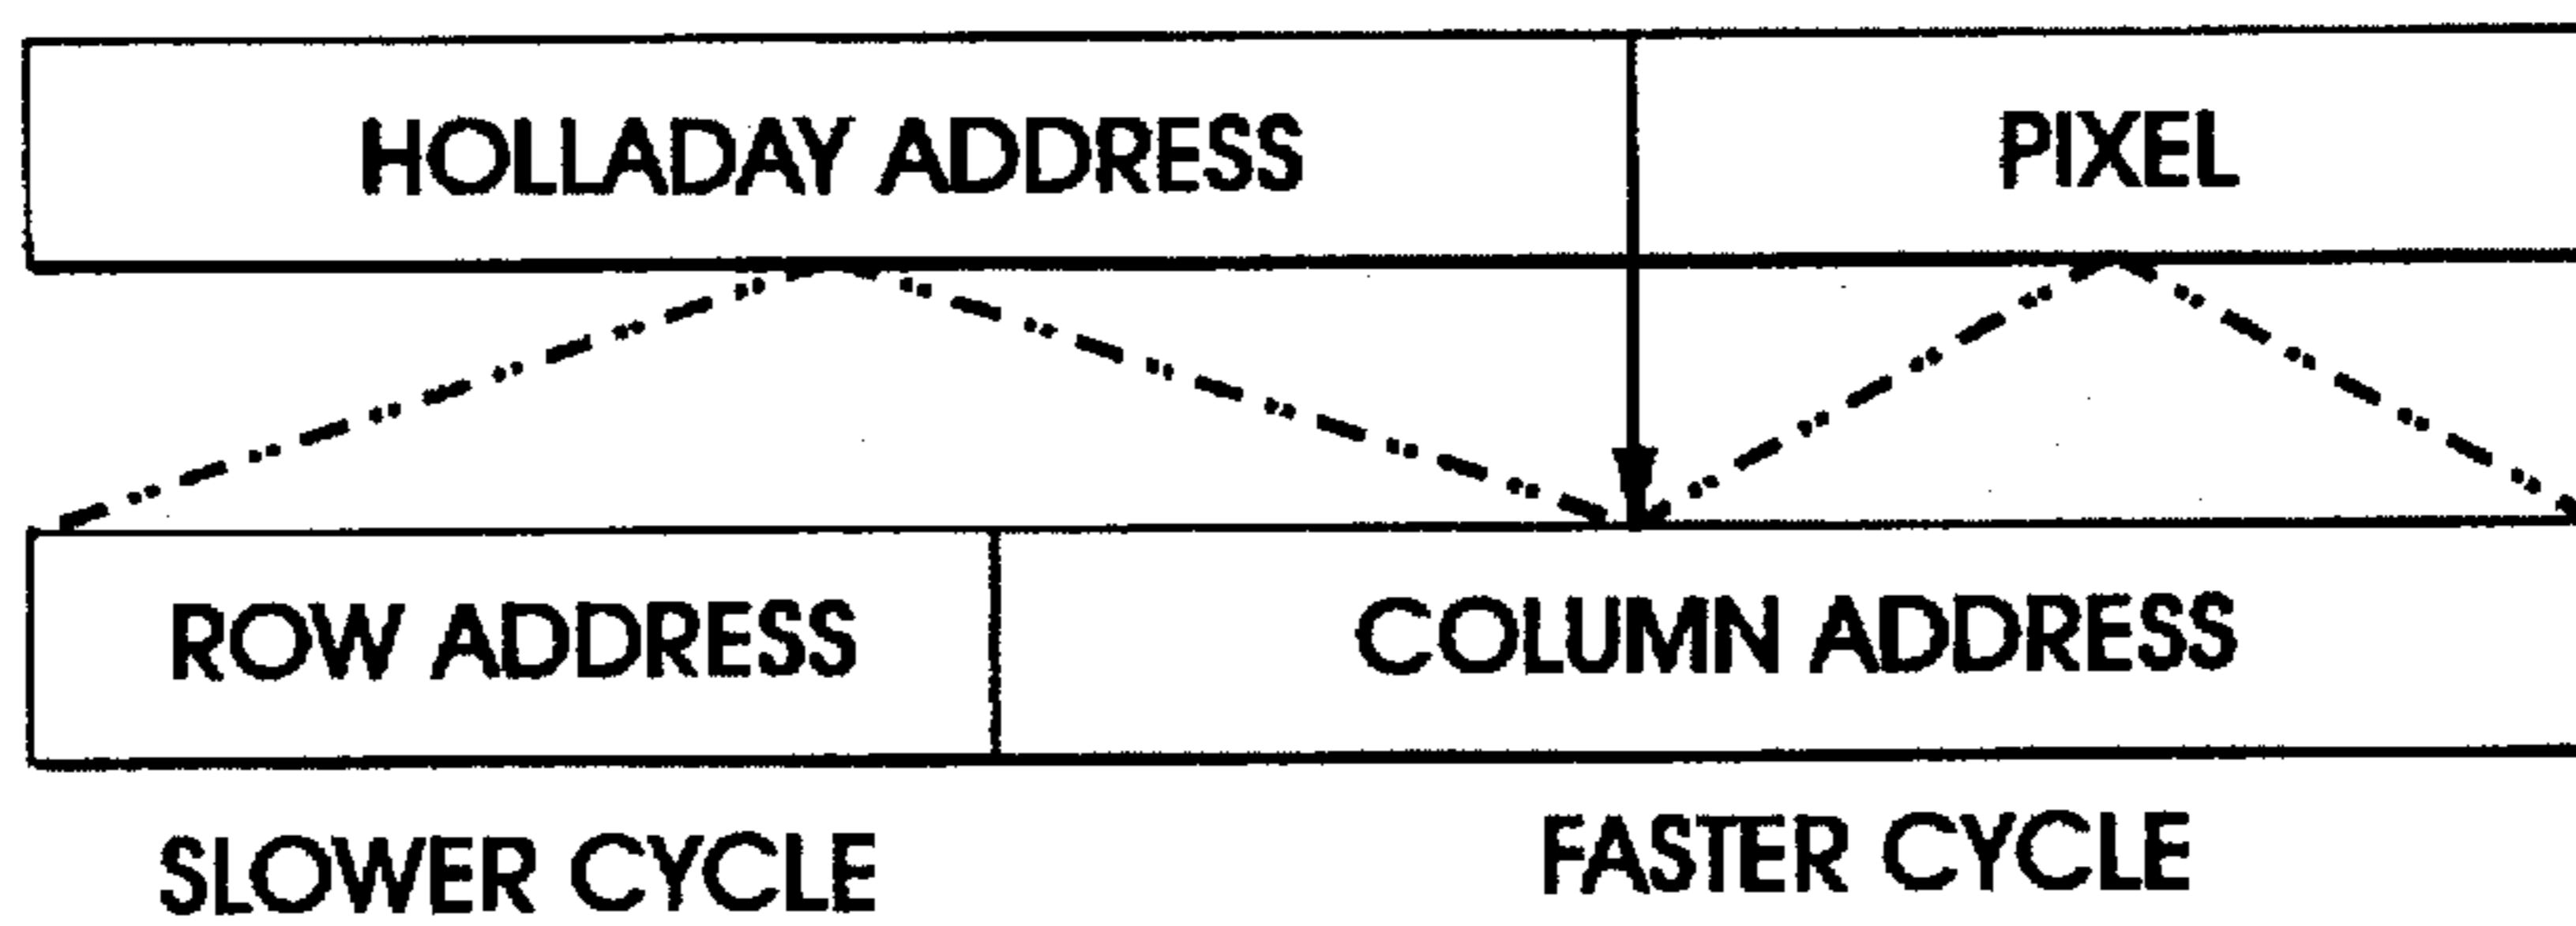 HOLLADAY ADDRESS PIXEL
ROW ADDRESS COLUMN ADDRESS
SLOWER CYCLE FASTER CYCLE